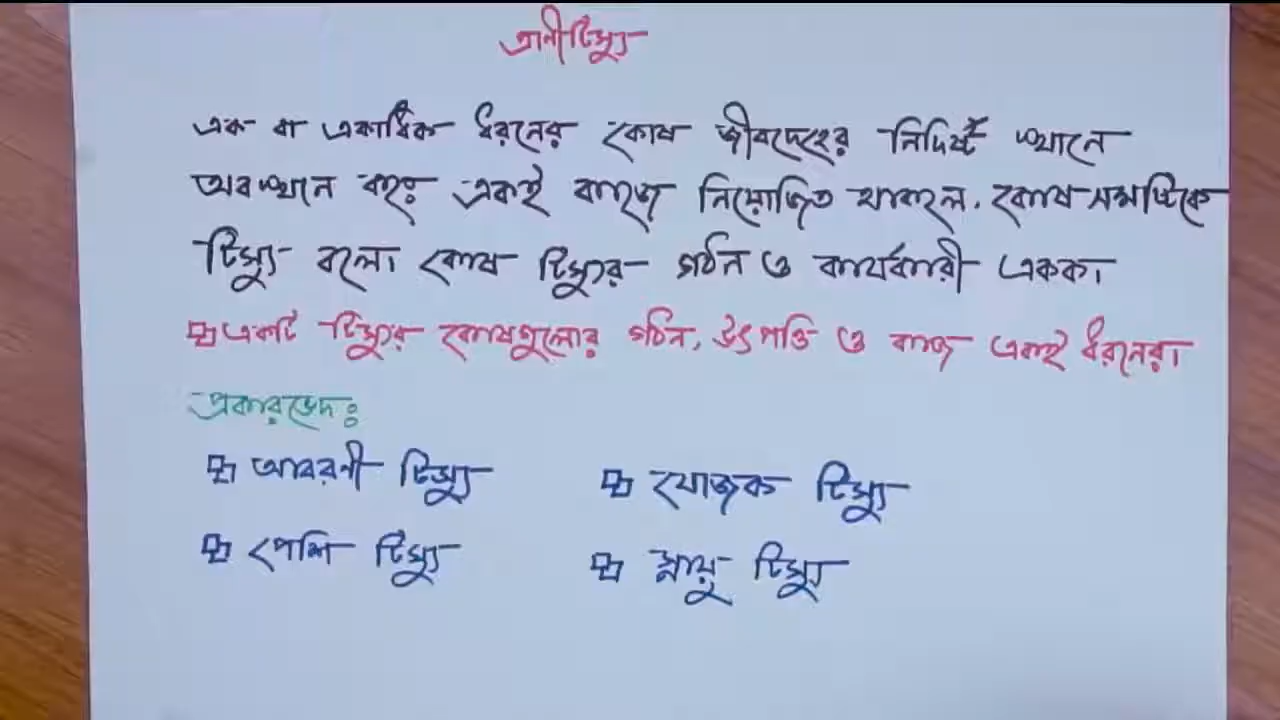 প্রাণীটিস্যু
এক বা একাধিক ধরনের কোষ জীবদেহের নির্দিষ্ট স্থানে
অবস্থান করে একই কাজে নিয়োজিত থাকলে, কোষ সমষ্টিকে
টিস্যু বলে। কোষ টিস্যুর গঠন ও কার্যকারী একক।
একটি টিস্যুর কোষগুলোর গঠন, উৎপত্তি ও কাজ একই ধরনের।
প্রকারভেদঃ
আবরনী টিস্যু
যোজক টিস্যু
পেশি টিস্যু
স্নায়ু টিস্যু